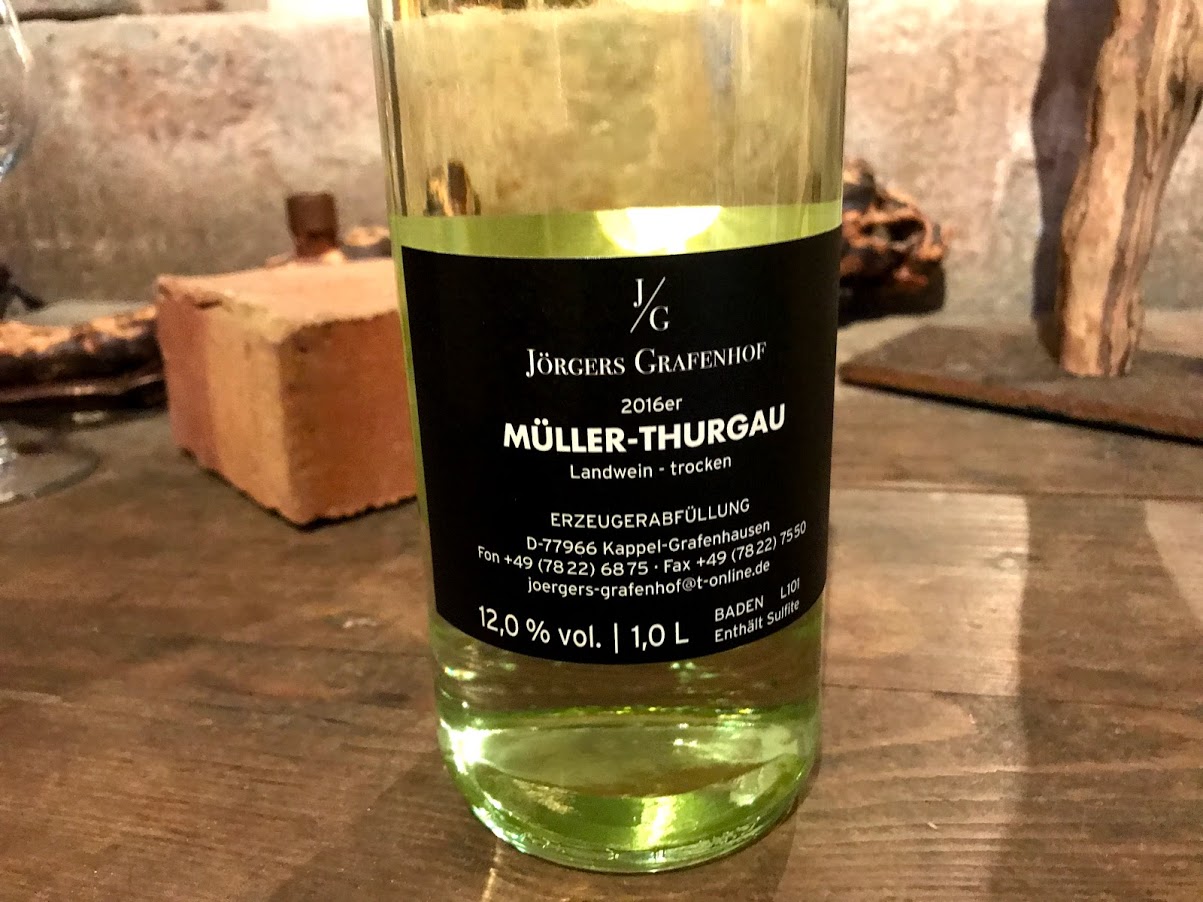 J/G
JÖRGERS GRAFENHOF
2016er
MÜLLER-THURGAU
Landwein - trocken
ERZEUGERABFÜLLUNG
D-77966 Kappel-Grafenhausen
Fon +49 (78 22) 68 75 · Fax +49 (78 22) 75 50
joergers-grafenhof@t-online.de
12,0 % vol. | 1,0 L
BADEN L101
Enthält Sulfite